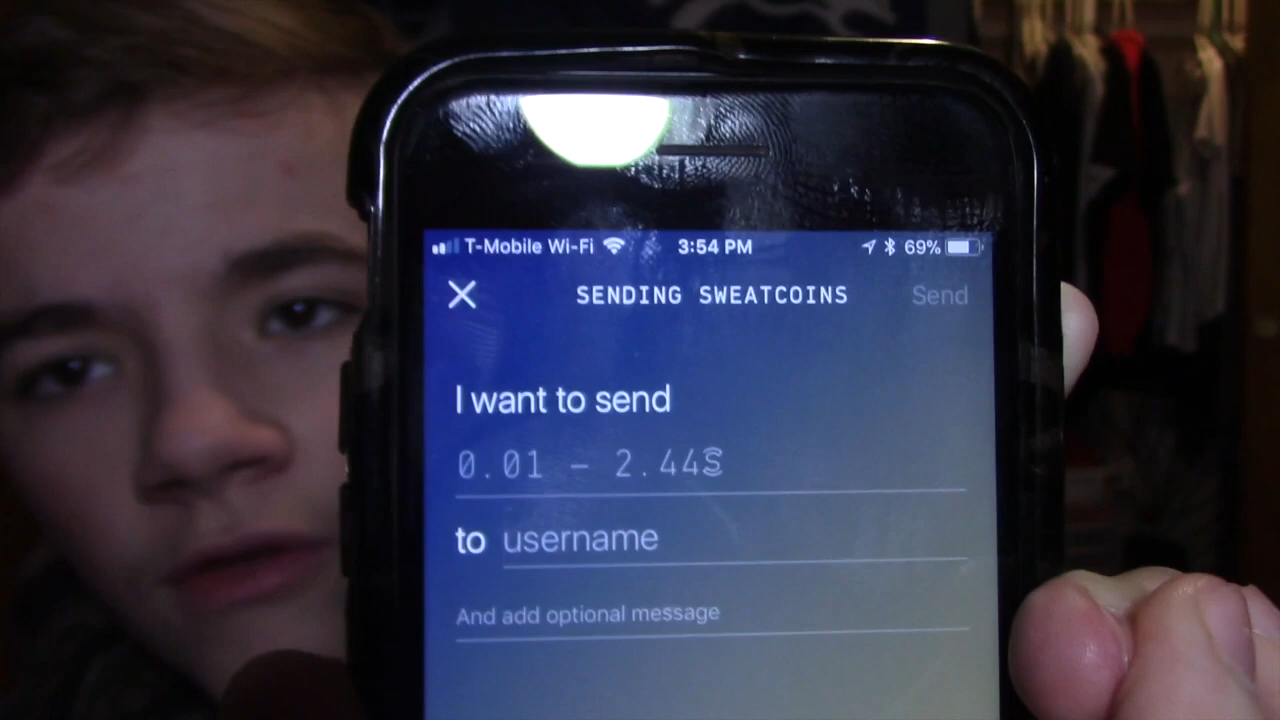 T-Mobile Wi-Fi 3:54 PM 69%
SENDING SWEATCOINS Send
I want to send
0.01 - 2.44S
to username
And add optional message